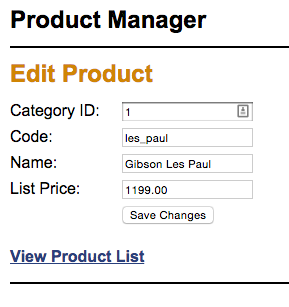 Product Manager
Edit Product
Category ID: 1
Code: les_paul
Name: Gibson Les Paul
List Price: 1199.00
Save Changes
View Product List